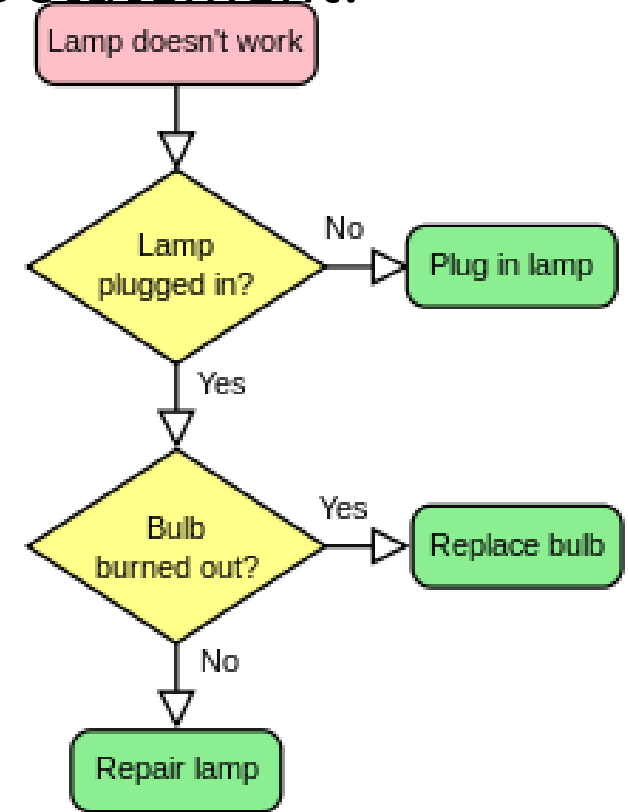 Lamp doesn't work
Lamp
plugged in?
No
Plug in lamp
Yes
Bulb
burned out?
Yes
Replace bulb
No
Repair lamp